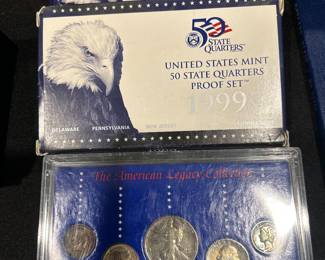 50
STATE
QUARTERS
UNITED STATES MINT
50 STATE QUARTERS
PROOF SET™
1999
DELAWARE PENNSYLVANIA NEW JERSEY
The American Legacy Collection